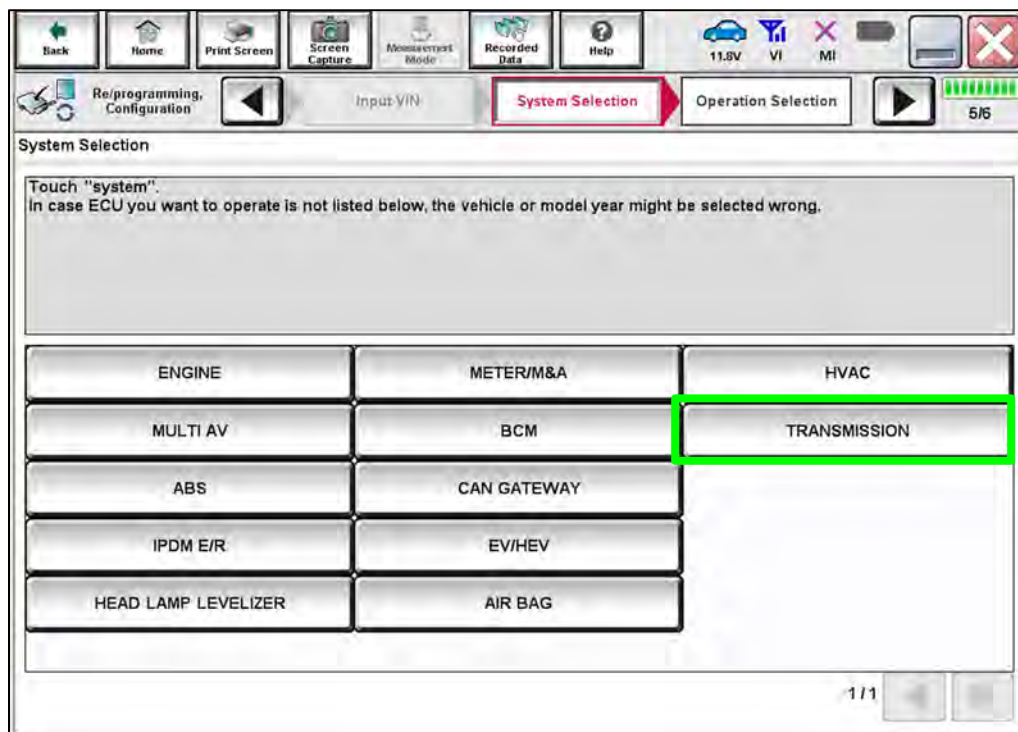 Back
Home
Print Screen
Screen
Capture
Measurement
Mode
Recorded
Data
Help
11.8V
VI
MI
Re/programming,
Configuration
Input VIN
System Selection
Operation Selection
5/6
System Selection
Touch "system".
In case ECU you want to operate is not listed below, the vehicle or model year might be selected wrong.
ENGINE
METER/M&A
HVAC
MULTI AV
BCM
TRANSMISSION
ABS
CAN GATEWAY
IPDM E/R
EV/HEV
HEAD LAMP LEVELIZER
AIR BAG
1/1